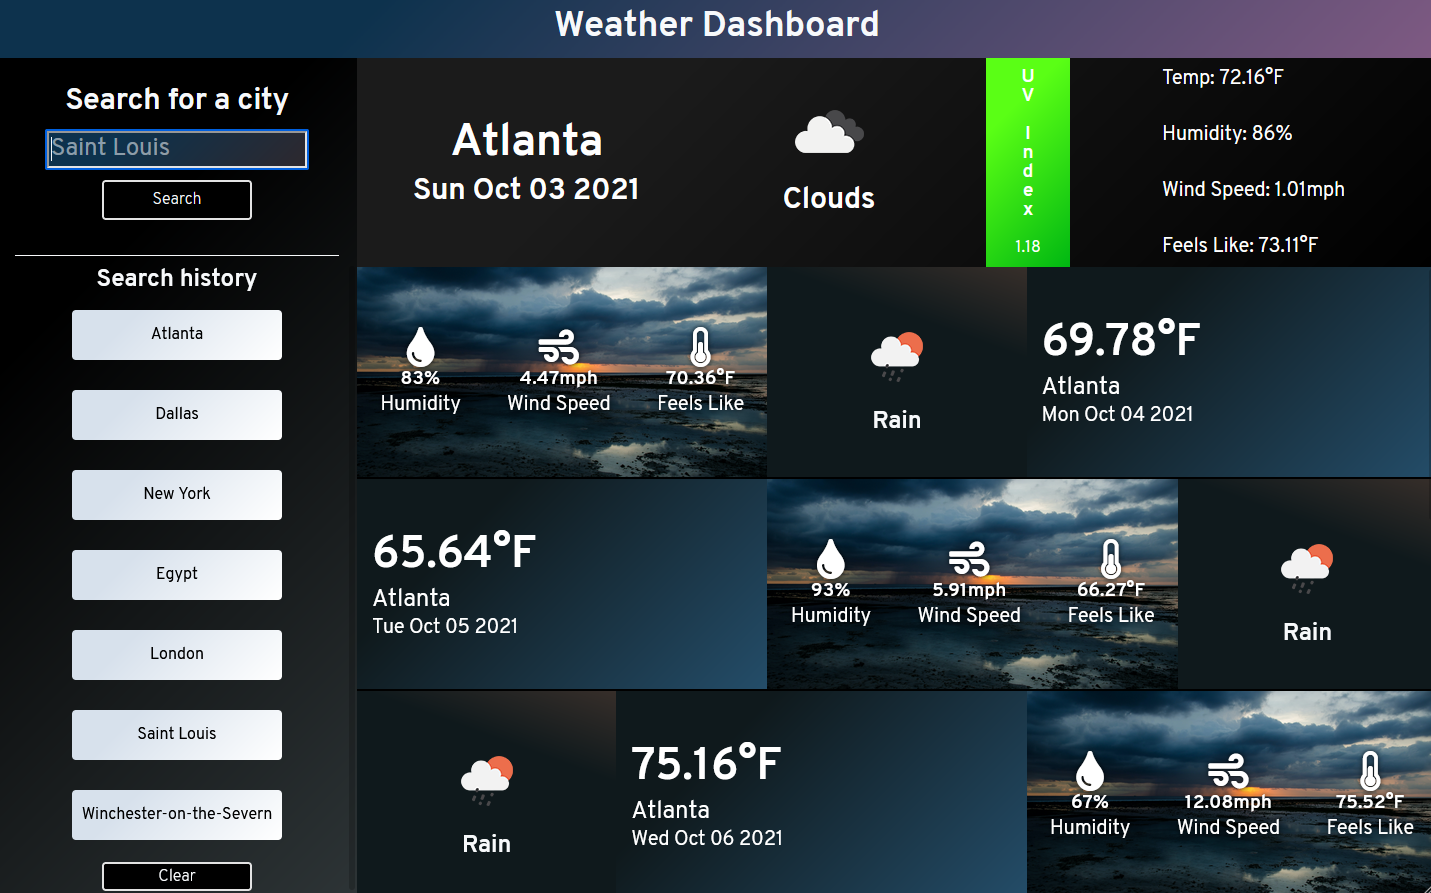 Weather Dashboard
Search for a city
Saint Louis
Search
Search history
Atlanta
Dallas
New York
Egypt
London
Saint Louis
Winchester-on-the-Severn
Clear
Atlanta
Sun Oct 03 2021
Clouds
UV Index
1.18
Temp: 72.16°F
Humidity: 86%
Wind Speed: 1.01mph
Feels Like: 73.11°F
83%
Humidity
4.47mph
Wind Speed
70.36°F
Feels Like
Rain
69.78°F
Atlanta
Mon Oct 04 2021
65.64°F
Atlanta
Tue Oct 05 2021
93%
Humidity
5.91mph
Wind Speed
66.27°F
Feels Like
Rain
Rain
75.16°F
Atlanta
Wed Oct 06 2021
67%
Humidity
12.08mph
Wind Speed
75.52°F
Feels Like